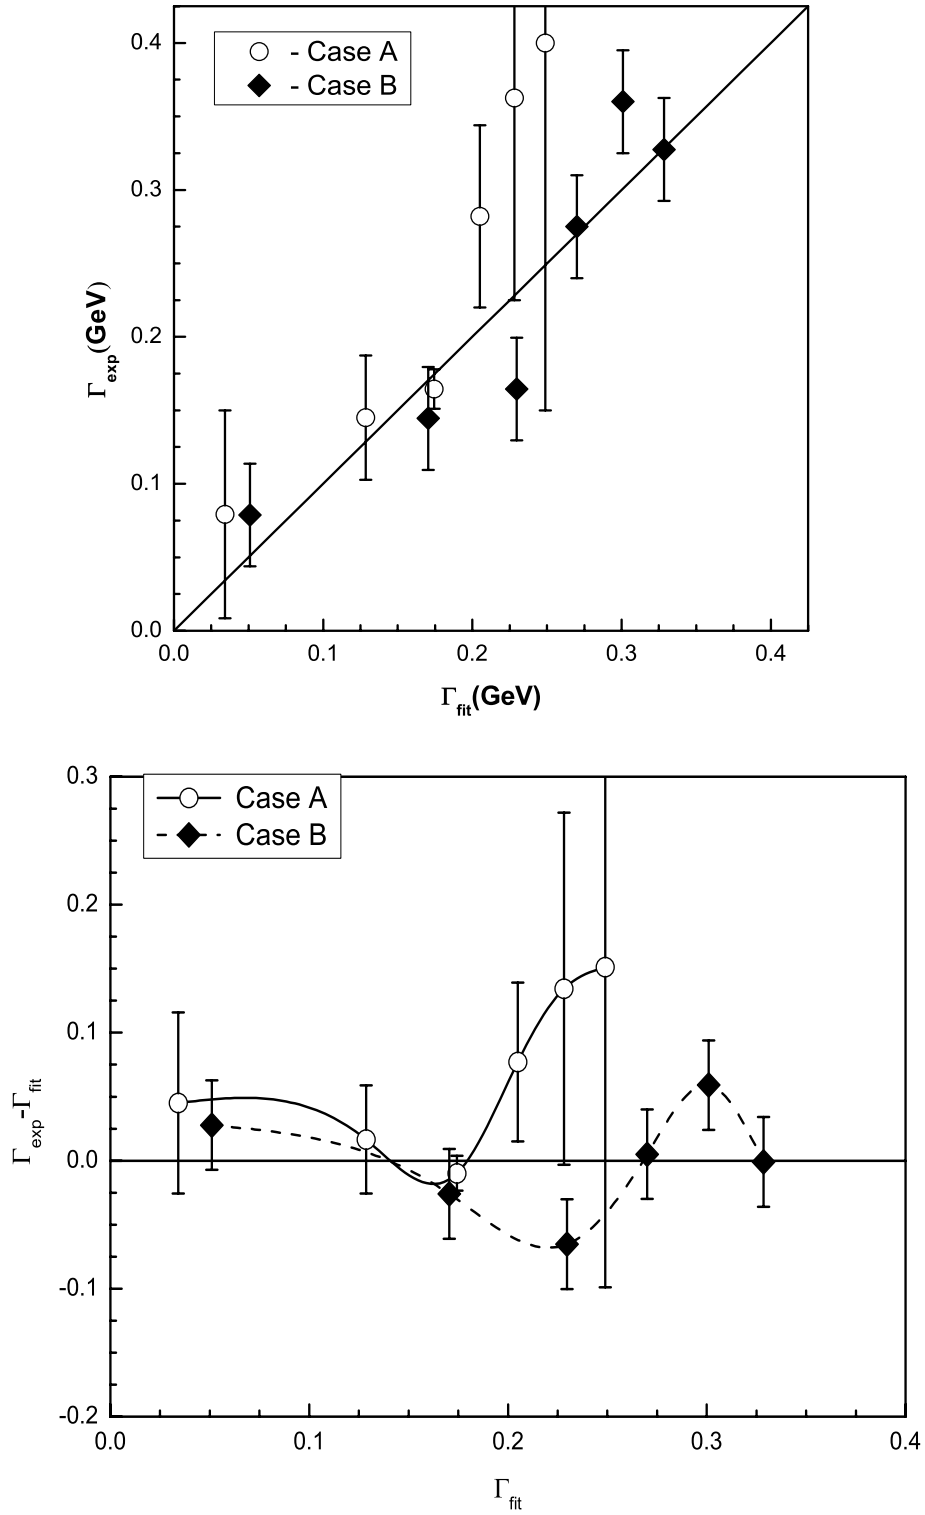 0.4
- Case A
- Case B
0.3
Γexp(GeV)
0.2
0.1
0.0
0.0 0.1 0.2 0.3 0.4
Γfit(GeV)
0.3
Case A
Case B
0.2
0.1
Γexp-Γfit
0.0
-0.1
-0.2
0.0 0.1 0.2 0.3 0.4
Γfit